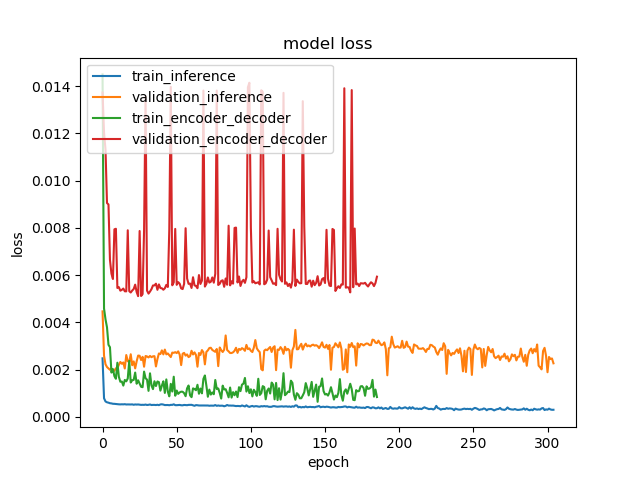 model loss
train_inference
validation_inference
train_encoder_decoder
validation_encoder_decoder
loss
0.014
0.012
0.010
0.008
0.006
0.004
0.002
0.000
0 50 100 150 200 250 300
epoch